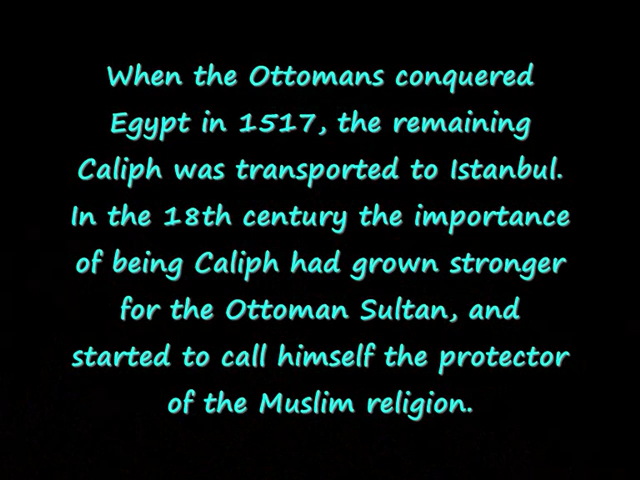 When the Ottomans conquered
Egypt in 1517, the remaining
Caliph was transported to Istanbul.
In the 18th century the importance
of being Caliph had grown stronger
for the Ottoman Sultan, and
started to call himself the protector
of the Muslim religion.